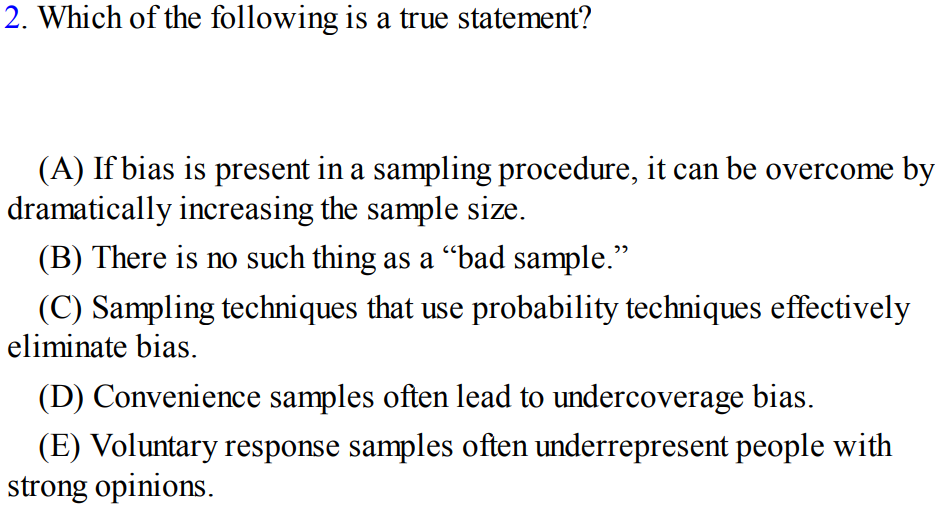 2. Which of the following is a true statement?
(A) If bias is present in a sampling procedure, it can be overcome by
dramatically increasing the sample size.
(B) There is no such thing as a “bad sample.”
(C) Sampling techniques that use probability techniques effectively
eliminate bias.
(D) Convenience samples often lead to undercoverage bias.
(E) Voluntary response samples often underrepresent people with
strong opinions.